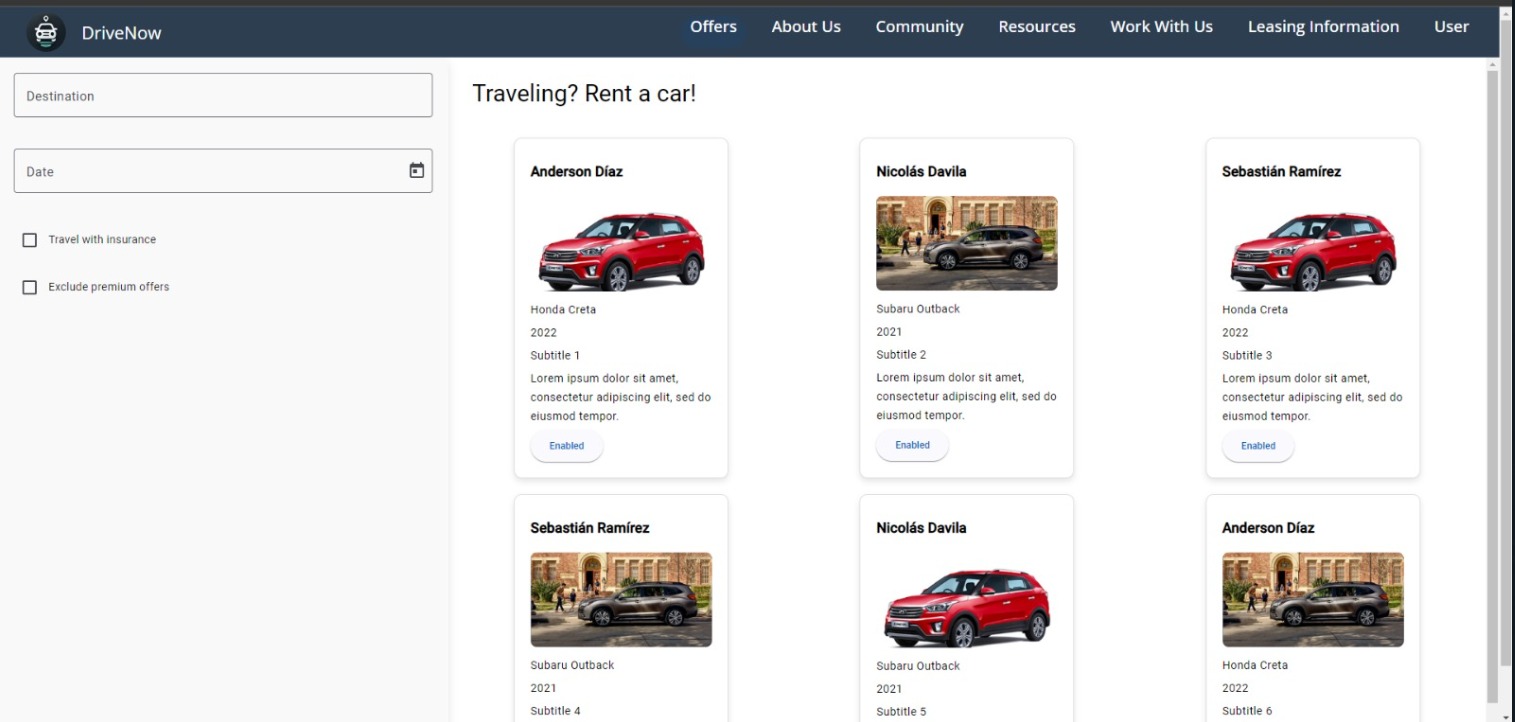 DriveNow
Offers
About Us
Community
Resources
Work With Us
Leasing Information
User
Destination
Date
Travel with insurance
Exclude premium offers
Traveling? Rent a car!
Anderson Díaz
Honda Creta
2022
Subtitle 1
Lorem ipsum dolor sit amet,
consectetur adipiscing elit, sed do
eiusmod tempor.
Enabled
Nicolás Davila
Subaru Outback
2021
Subtitle 2
Lorem ipsum dolor sit amet,
consectetur adipiscing elit, sed do
eiusmod tempor.
Enabled
Sebastián Ramírez
Honda Creta
2022
Subtitle 3
Lorem ipsum dolor sit amet,
consectetur adipiscing elit, sed do
eiusmod tempor.
Enabled
Sebastián Ramírez
Subaru Outback
2021
Subtitle 4
Nicolás Davila
Subaru Outback
2021
Subtitle 5
Anderson Díaz
Honda Creta
2022
Subtitle 6